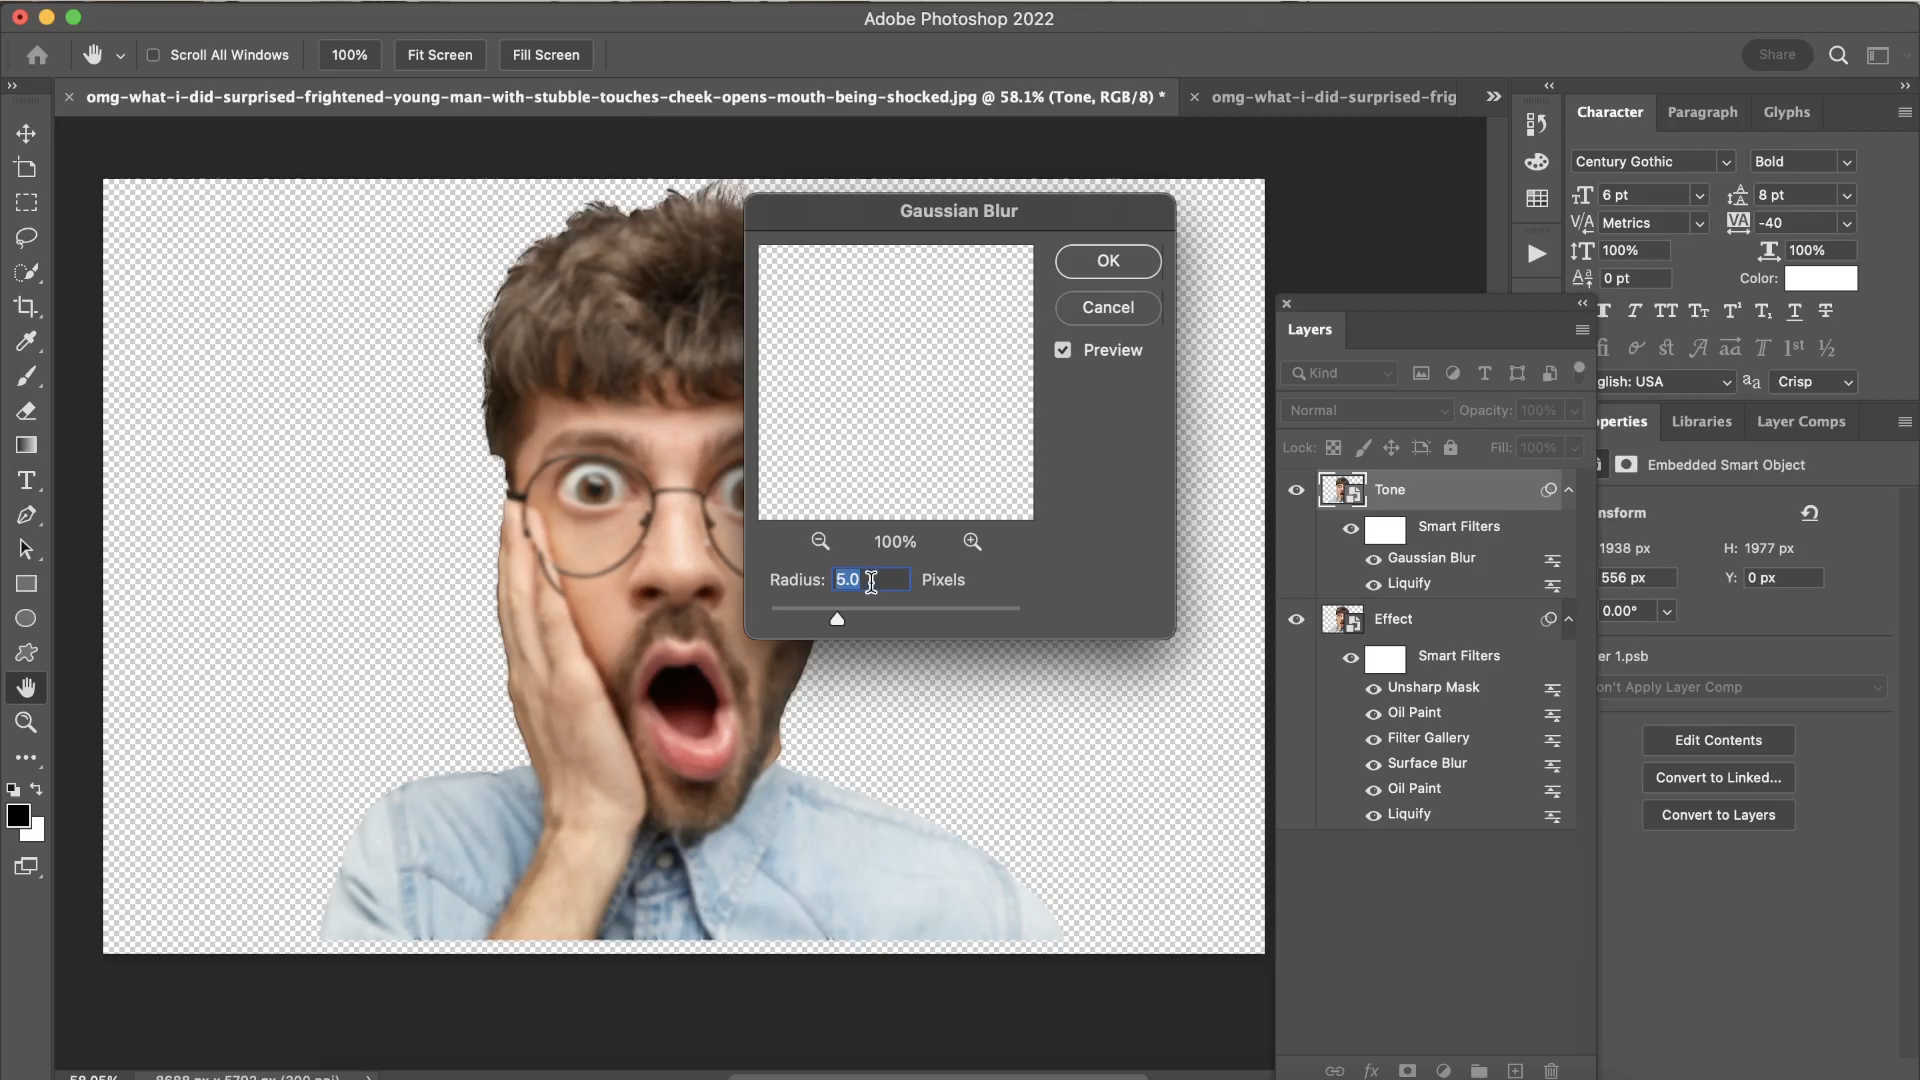 Adobe Photoshop 2022
Scroll All Windows 100% Fit Screen Fill Screen Share
omg-what-i-did-surprised-frightened-young-man-with-stubble-touches-cheek-opens-mouth-being-shocked.jpg @ 58.1% (Tone, RGB/8) * omg-what-i-did-surprised-frig
Character Paragraph Glyphs
Century Gothic Bold
6 pt 8 pt
Metrics -40
100% 100%
0 pt Color:
English: USA Crisp
Gaussian Blur
OK
Cancel
Preview
100%
Radius: 5.0 Pixels
Layers
Kind
Normal Opacity: 100%
Lock: Fill: 100%
Tone
Smart Filters
Gaussian Blur
Liquify
Effect
Smart Filters
Unsharp Mask
Oil Paint
Filter Gallery
Surface Blur
Oil Paint
Liquify
perties Libraries Layer Comps
Embedded Smart Object
nsform
1938 px H: 1977 px
556 px Y: 0 px
0.00°
er 1.psb
on't Apply Layer Comp
Edit Contents
Convert to Linked...
Convert to Layers